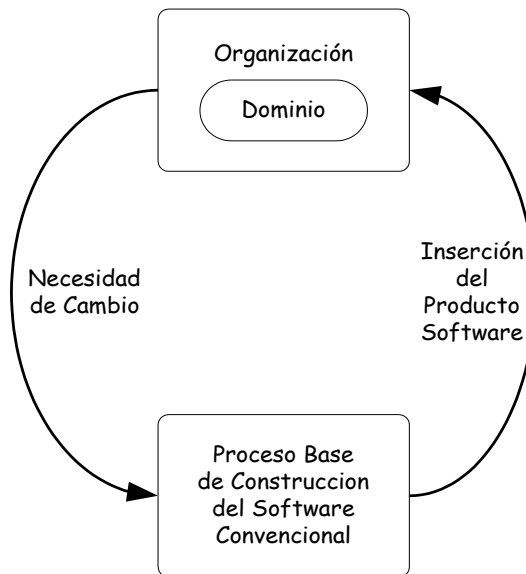 Organización
Dominio
Necesidad
de Cambio
Inserción
del
Producto
Software
Proceso Base
de Construccion
del Software
Convencional